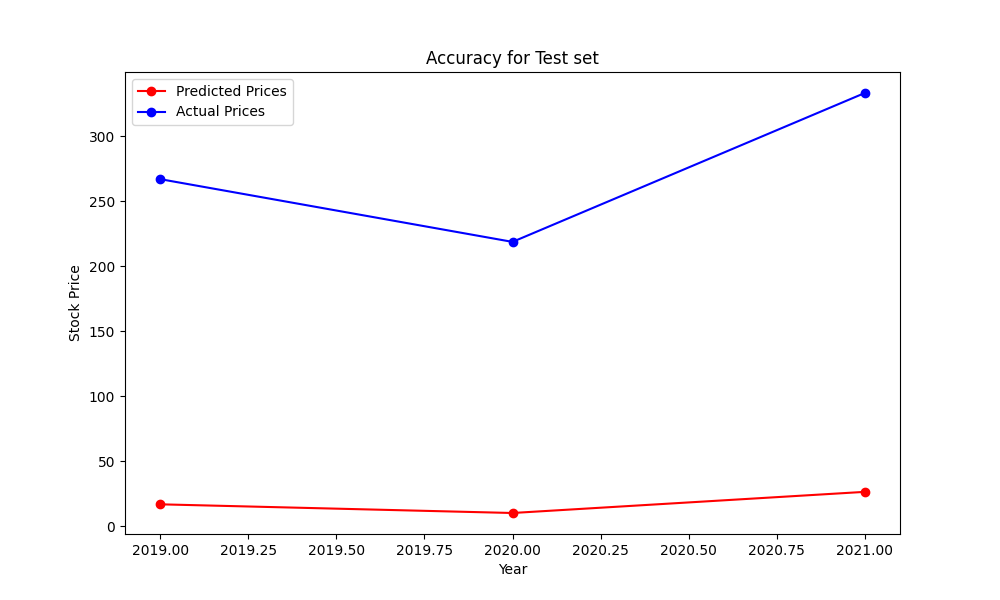 Accuracy for Test set
Predicted Prices
Actual Prices
300
250
200
150
100
50
0
Stock Price
2019.00 2019.25 2019.50 2019.75 2020.00 2020.25 2020.50 2020.75 2021.00
Year